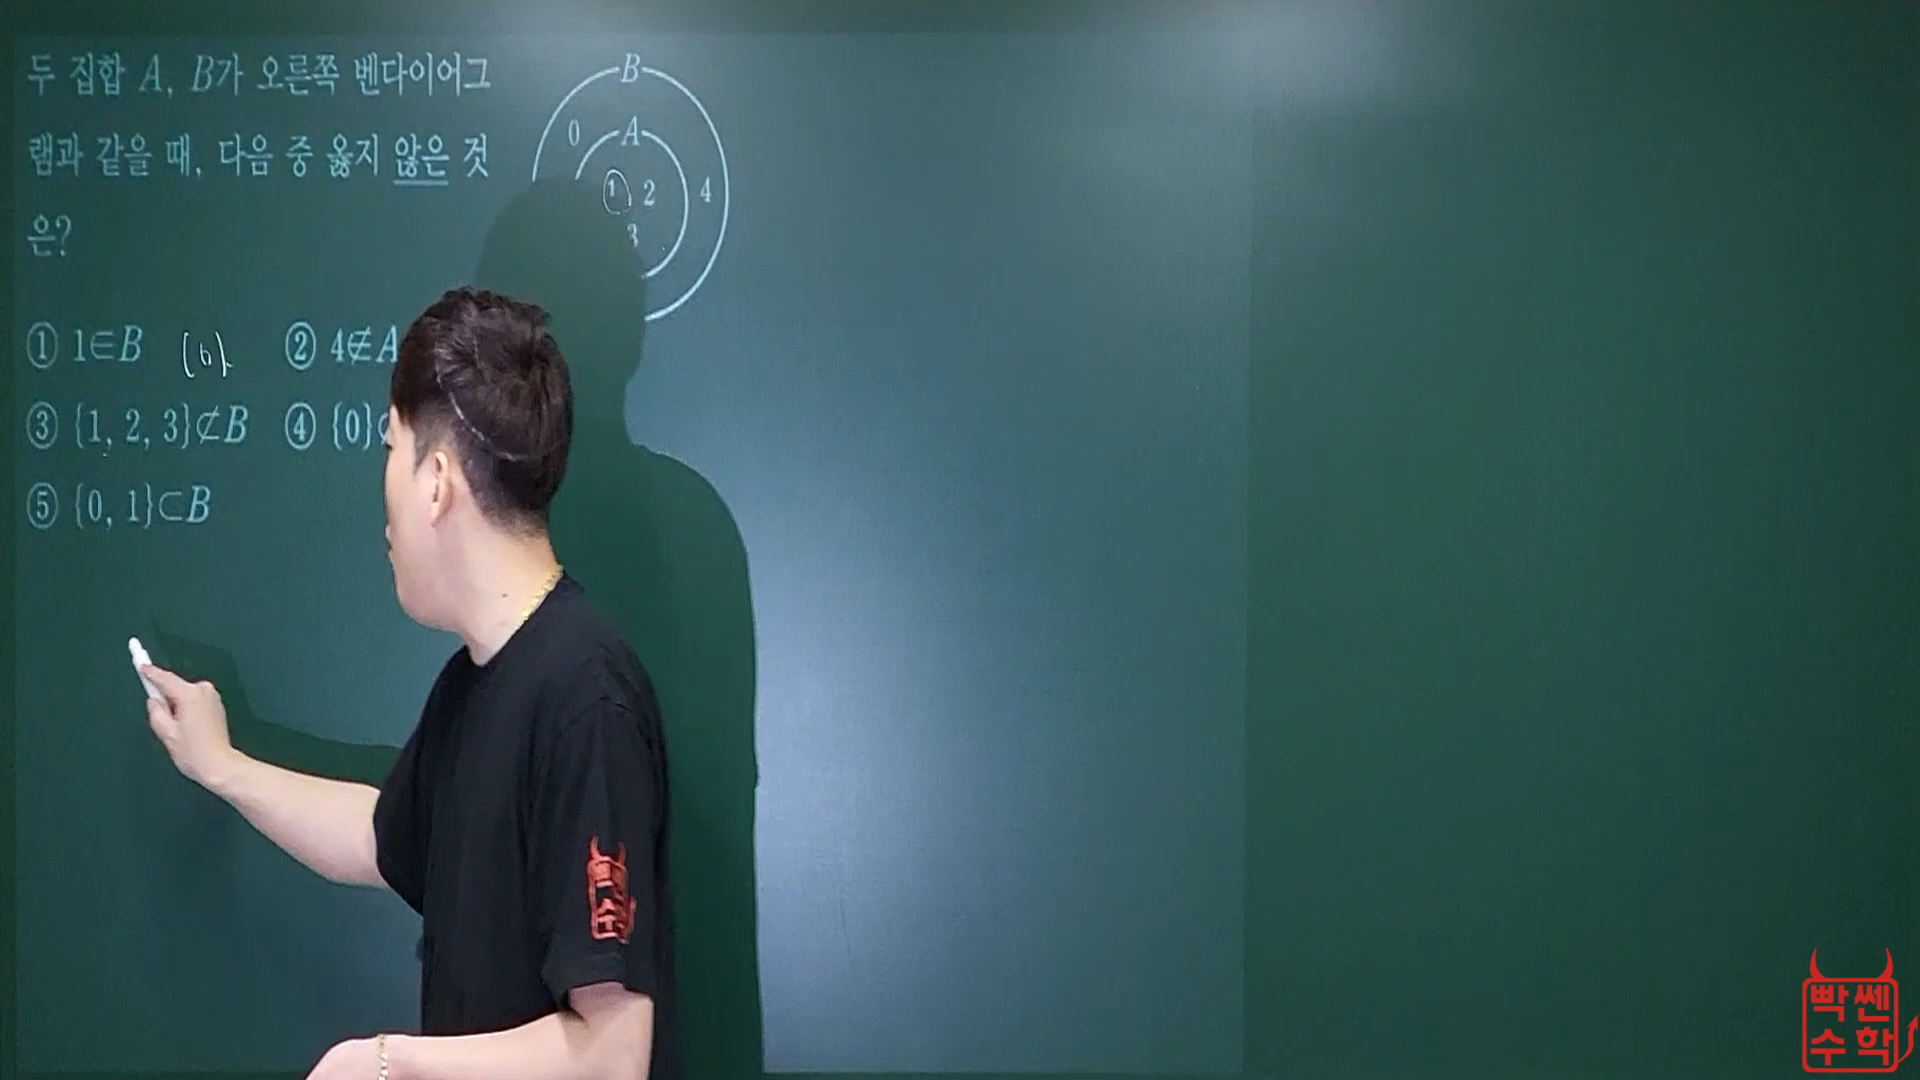 두 집합 A, B가 오른쪽 벤다이어그
램과 같을 때, 다음 중 옳지 않은 것
은?
B
0
A
1 2
4
3
① 1∈B
② 4∉A
③ {1, 2, 3}⊄B
④ {0}
⑤ {0, 1}⊂B
빡쎈
수학